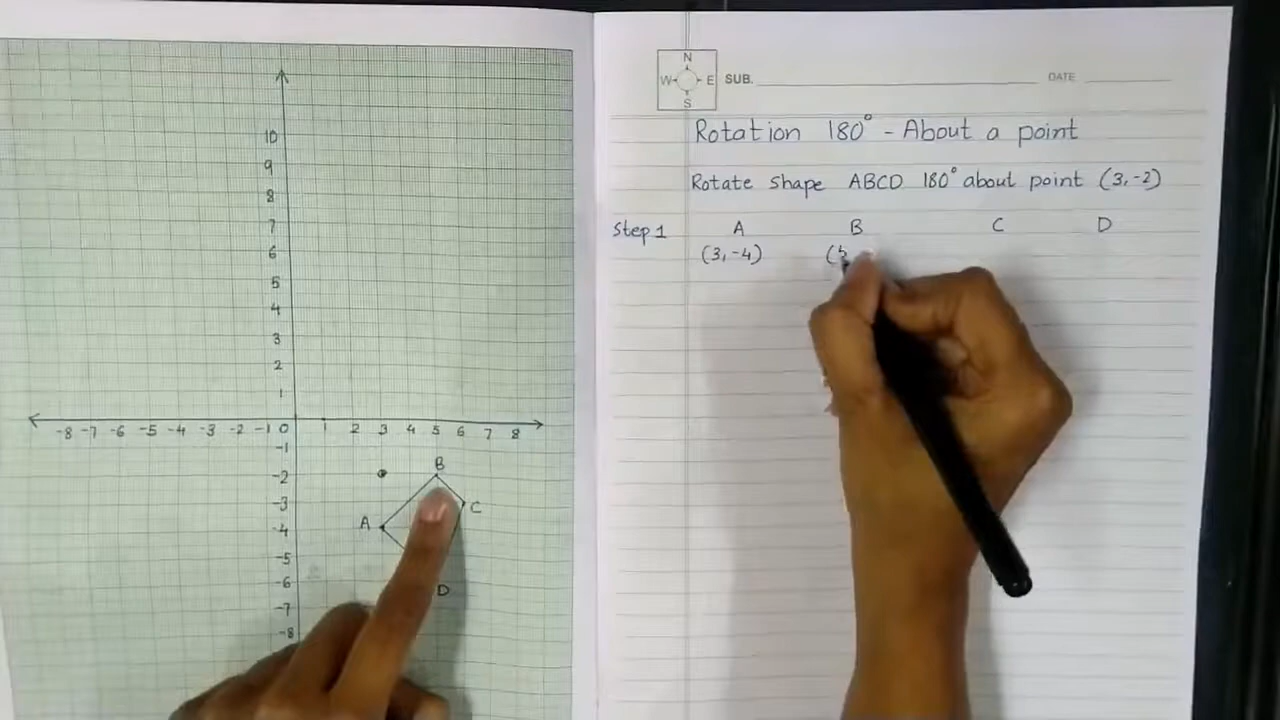 10
9
8
7
6
5
4
3
2
1
-8 -7 -6 -5 -4 -3 -2 -1 0 1 2 3 4 5 6 7 8
-1
-2
-3
-4
-5
-6
-7
-8
B
A
C
D
N
W E
S
SUB.
DATE
Rotation 180° - About a point
Rotate shape ABCD 180° about point (3,-2)
Step 1 A B C D
(3,-4) (5